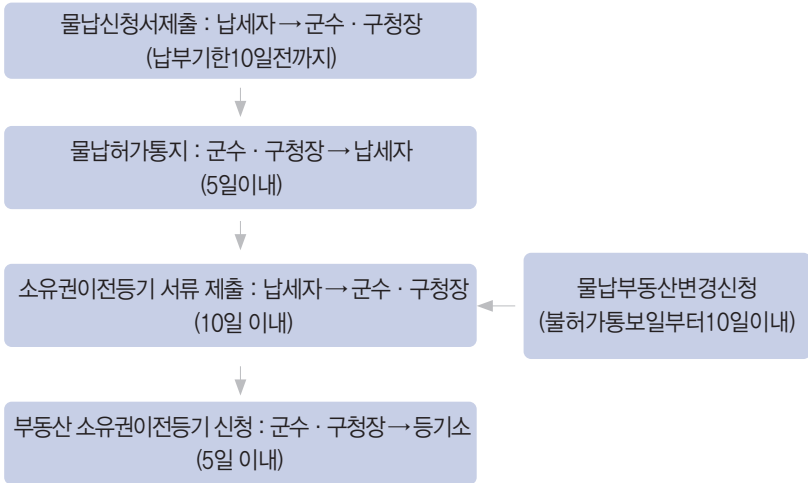 물납신청서제출 : 납세자 → 군수 · 구청장
(납부기한10일전까지)
물납허가통지 : 군수 · 구청장 → 납세자
(5일이내)
소유권이전등기 서류 제출 : 납세자 → 군수 · 구청장
(10일 이내)
물납부동산변경신청
(불허가통보일부터10일이내)
부동산 소유권이전등기 신청 : 군수 · 구청장 → 등기소
(5일 이내)